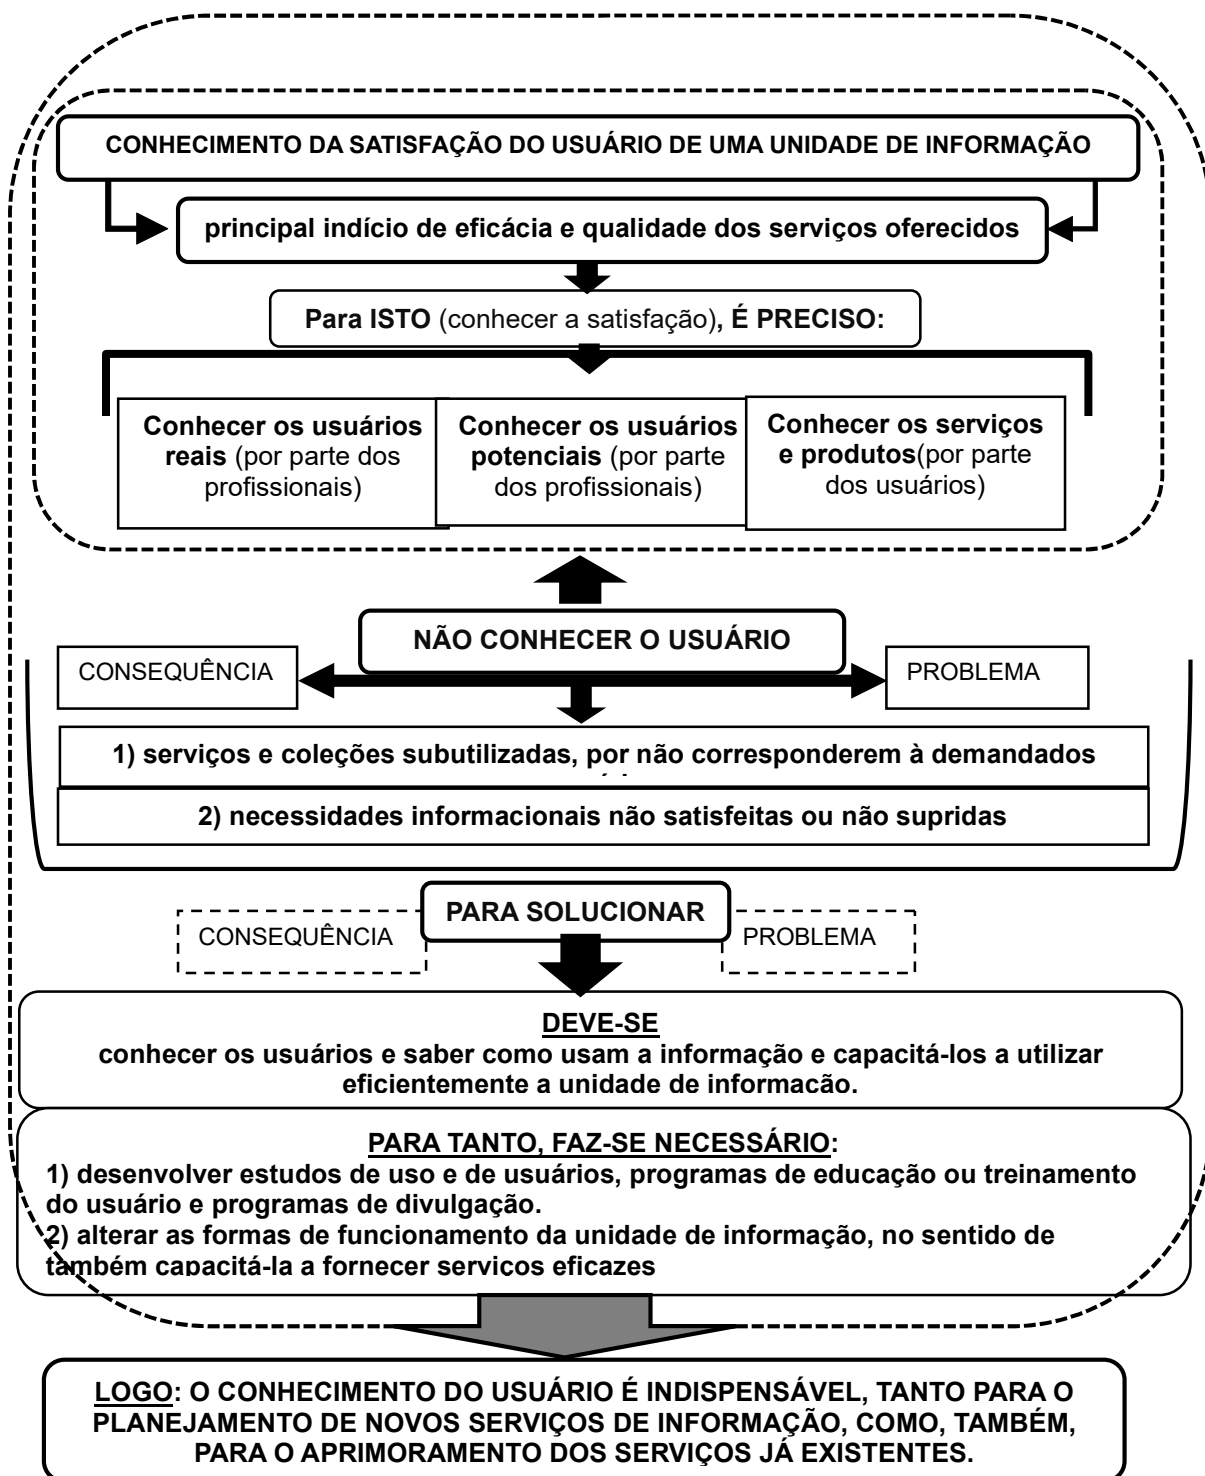 CONHECIMENTO DA SATISFAÇÃO DO USUÁRIO DE UMA UNIDADE DE INFORMAÇÃO
principal indício de eficácia e qualidade dos serviços oferecidos
Para ISTO (conhecer a satisfação), É PRECISO:
Conhecer os usuários
reais (por parte dos
profissionais)
Conhecer os usuários
potenciais (por parte
dos profissionais)
Conhecer os serviços
e produtos(por parte
dos usuários)
NÃO CONHECER O USUÁRIO
CONSEQUÊNCIA
PROBLEMA
1) serviços e coleções subutilizadas, por não corresponderem à demandados
2) necessidades informacionais não satisfeitas ou não supridas
PARA SOLUCIONAR
CONSEQUÊNCIA
PROBLEMA
DEVE-SE
conhecer os usuários e saber como usam a informação e capacitá-los a utilizar
eficientemente a unidade de informacão.
PARA TANTO, FAZ-SE NECESSÁRIO:
1) desenvolver estudos de uso e de usuários, programas de educação ou treinamento
do usuário e programas de divulgação.
2) alterar as formas de funcionamento da unidade de informação, no sentido de
também capacitá-la a fornecer servicos eficazes
LOGO: O CONHECIMENTO DO USUÁRIO É INDISPENSÁVEL, TANTO PARA O
PLANEJAMENTO DE NOVOS SERVIÇOS DE INFORMAÇÃO, COMO, TAMBÉM,
PARA O APRIMORAMENTO DOS SERVIÇOS JÁ EXISTENTES.